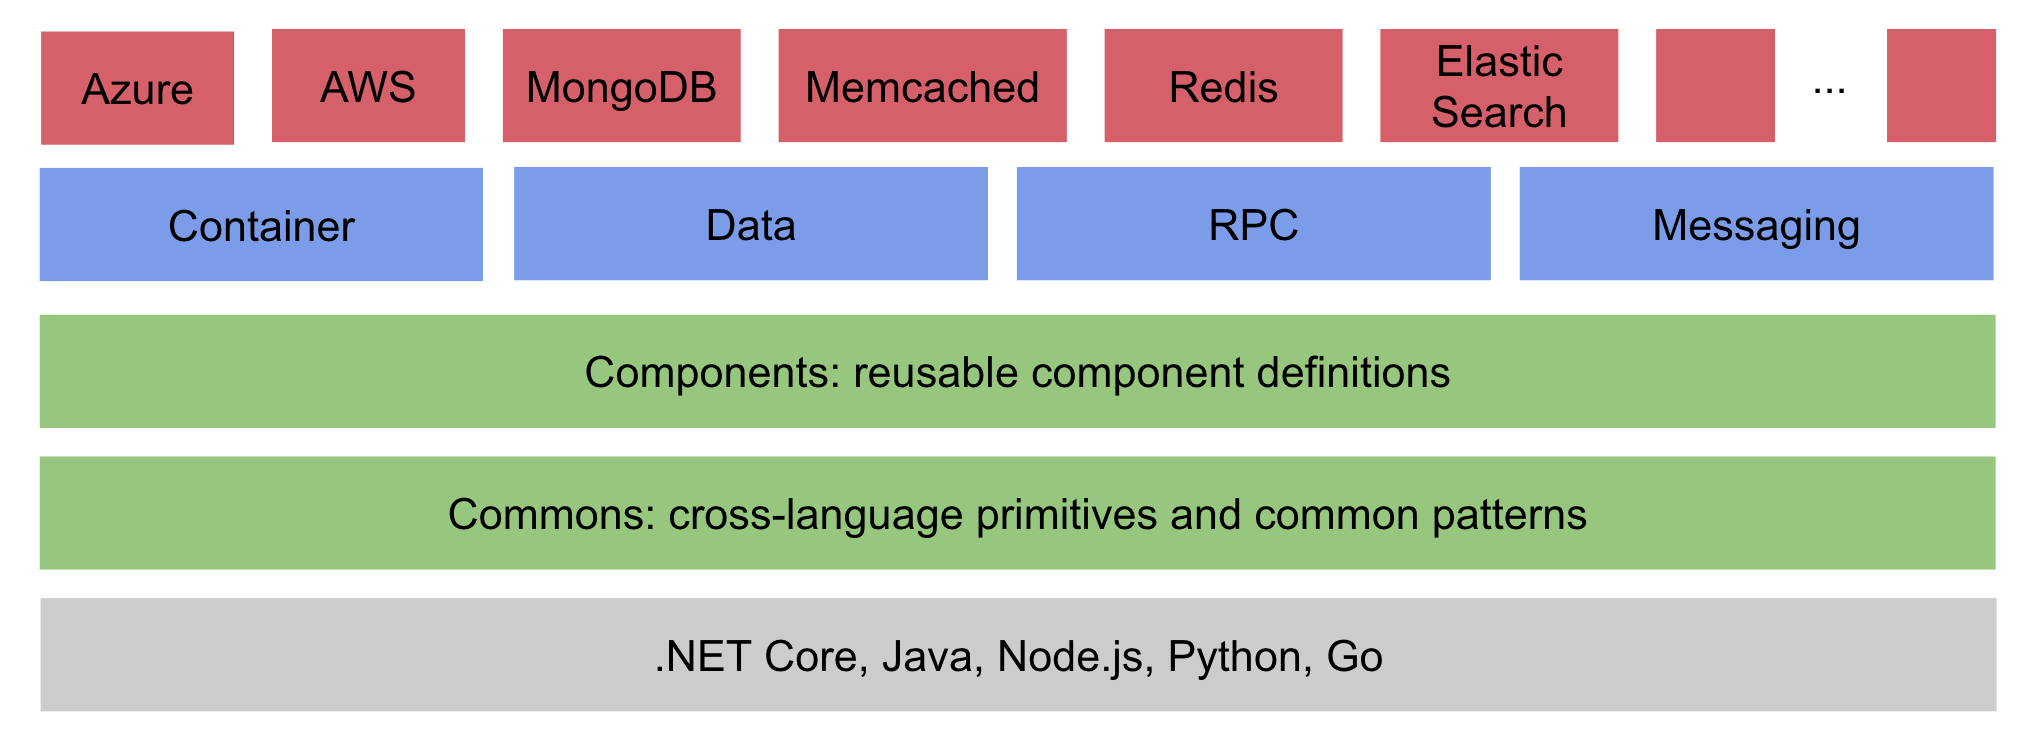 Azure
AWS
MongoDB
Memcached
Redis
Elastic
Search
...
Container
Data
RPC
Messaging
Components: reusable component definitions
Commons: cross-language primitives and common patterns
.NET Core, Java, Node.js, Python, Go